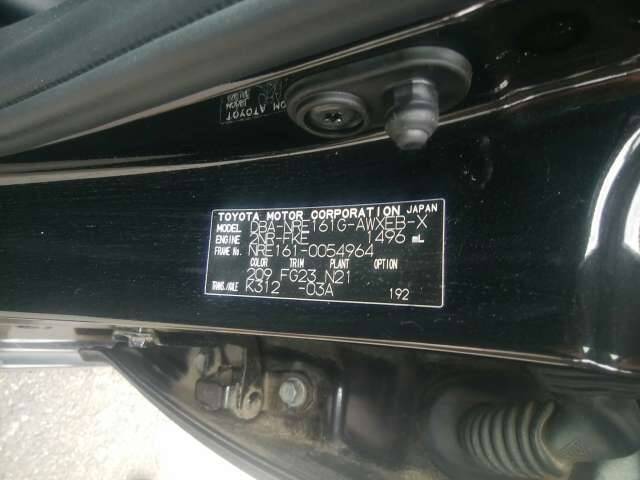 TOYOTA MOTOR CORPORATION JAPAN
MODEL DBA-NRE161G-AWXEB-X
ENGINE 2NR-FKE 1496 mL
FRAME No. NRE161-0054964
COLOR TRIM PLANT OPTION
209 FG23 N21
TRANS./AXLE K312 -03A 192